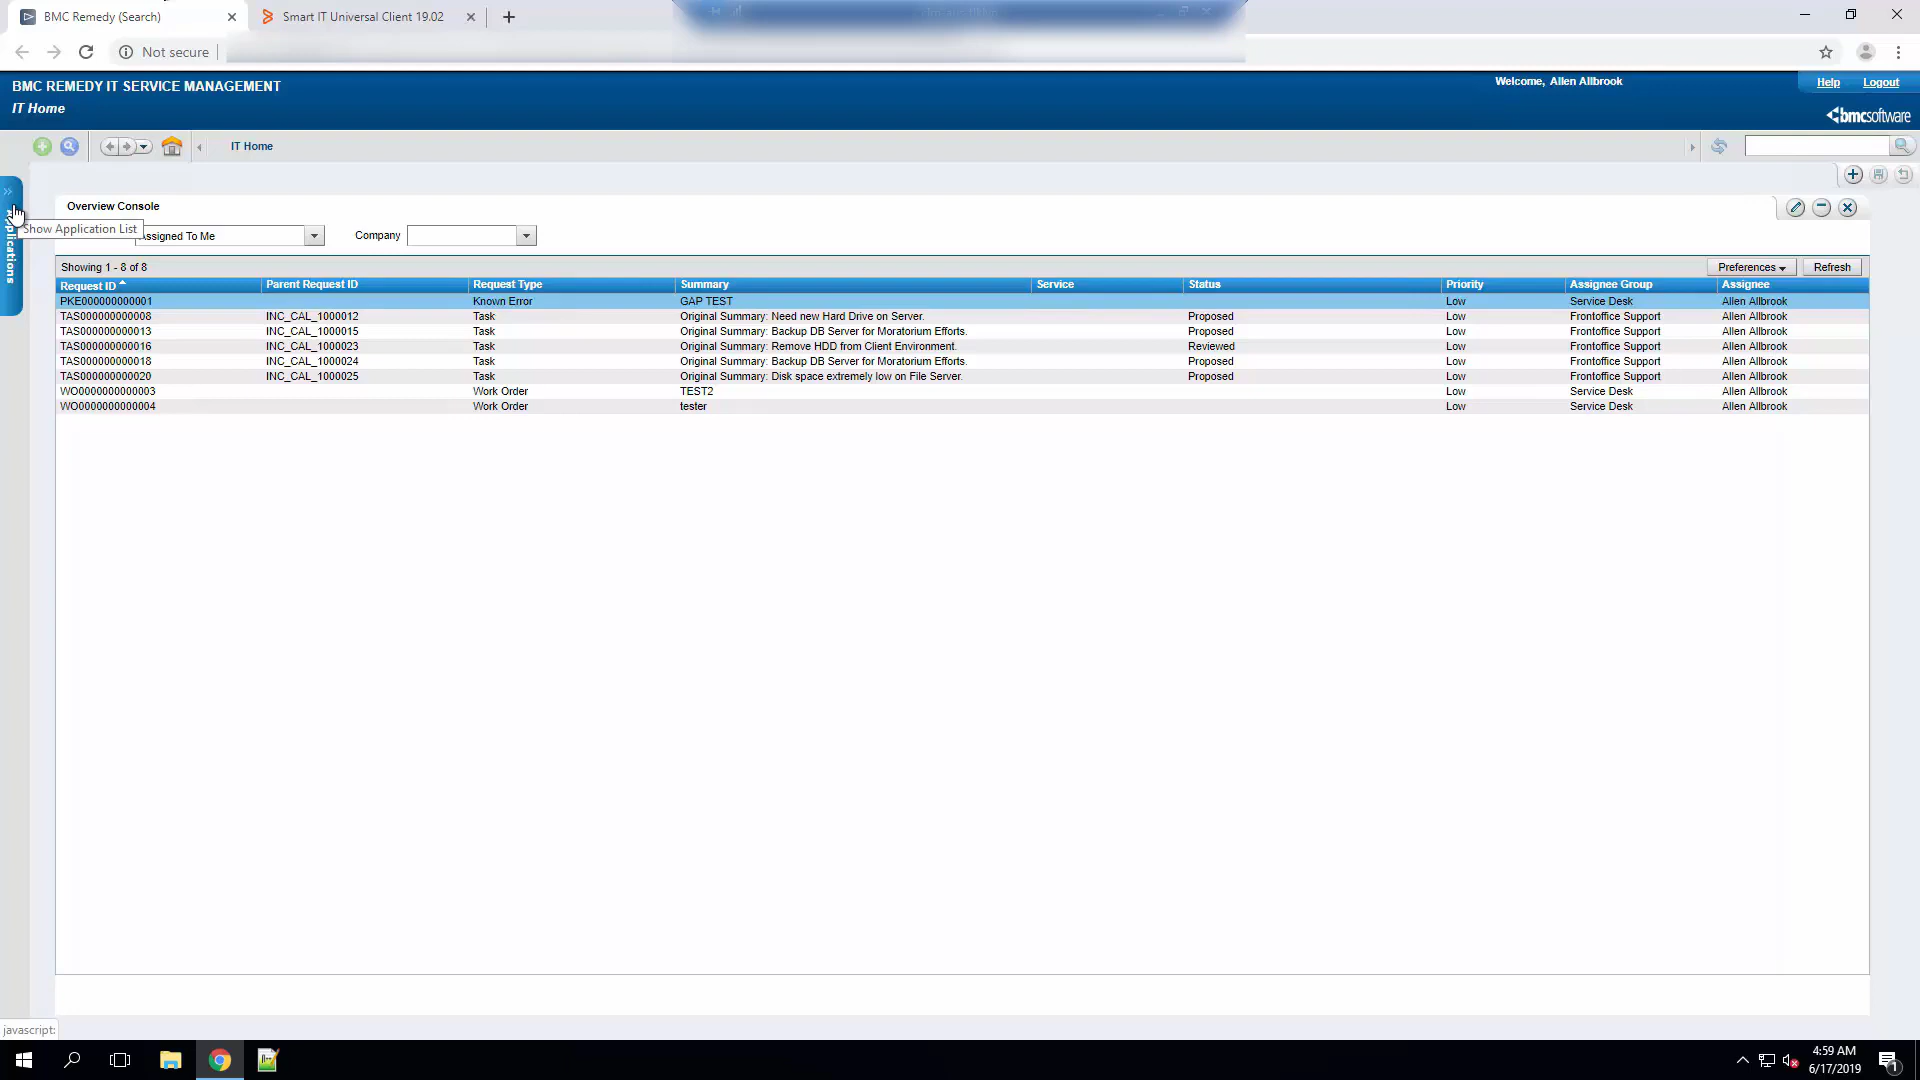 BMC Remedy (Search)
Smart IT Universal Client 19.02
Not secure
BMC REMEDY IT SERVICE MANAGEMENT
Welcome, Allen Allbrook
Help
Logout
IT Home
bmcsoftware
IT Home
Applications
Overview Console
Show Application List
Assigned To Me
Company
Showing 1 - 8 of 8
Preferences
Refresh
Request ID Parent Request ID Request Type Summary Service Status Priority Assignee Group Assignee
PKE000000000001 Known Error GAP TEST Low Service Desk Allen Allbrook
TAS000000000008 INC_CAL_1000012 Task Original Summary: Need new Hard Drive on Server. Proposed Low Frontoffice Support Allen Allbrook
TAS000000000013 INC_CAL_1000015 Task Original Summary: Backup DB Server for Moratorium Efforts. Proposed Low Frontoffice Support Allen Allbrook
TAS000000000016 INC_CAL_1000023 Task Original Summary: Remove HDD from Client Environment. Reviewed Low Frontoffice Support Allen Allbrook
TAS000000000018 INC_CAL_1000024 Task Original Summary: Backup DB Server for Moratorium Efforts. Proposed Low Frontoffice Support Allen Allbrook
TAS000000000020 INC_CAL_1000025 Task Original Summary: Disk space extremely low on File Server. Proposed Low Frontoffice Support Allen Allbrook
WO0000000000003 Work Order TEST2 Low Service Desk Allen Allbrook
WO0000000000004 Work Order tester Low Service Desk Allen Allbrook
javascript:
4:59 AM
6/17/2019
1